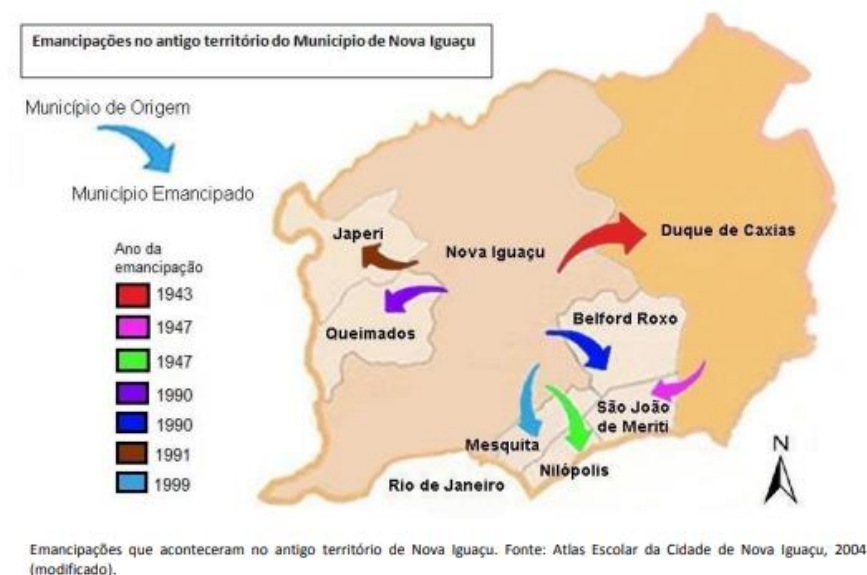 Emancipações no antigo território do Município de Nova Iguaçu
Município de Origem
Município Emancipado
Ano da
emancipação
1943
1947
1947
1990
1990
1991
1999
Japeri
Nova Iguaçu
Duque de Caxias
Queimados
Belford Roxo
São João
de Meriti
Mesquita
Nilópolis
Rio de Janeiro
N
Emancipações que aconteceram no antigo território de Nova Iguaçu. Fonte: Atlas Escolar da Cidade de Nova Iguaçu, 2004
(modificado).